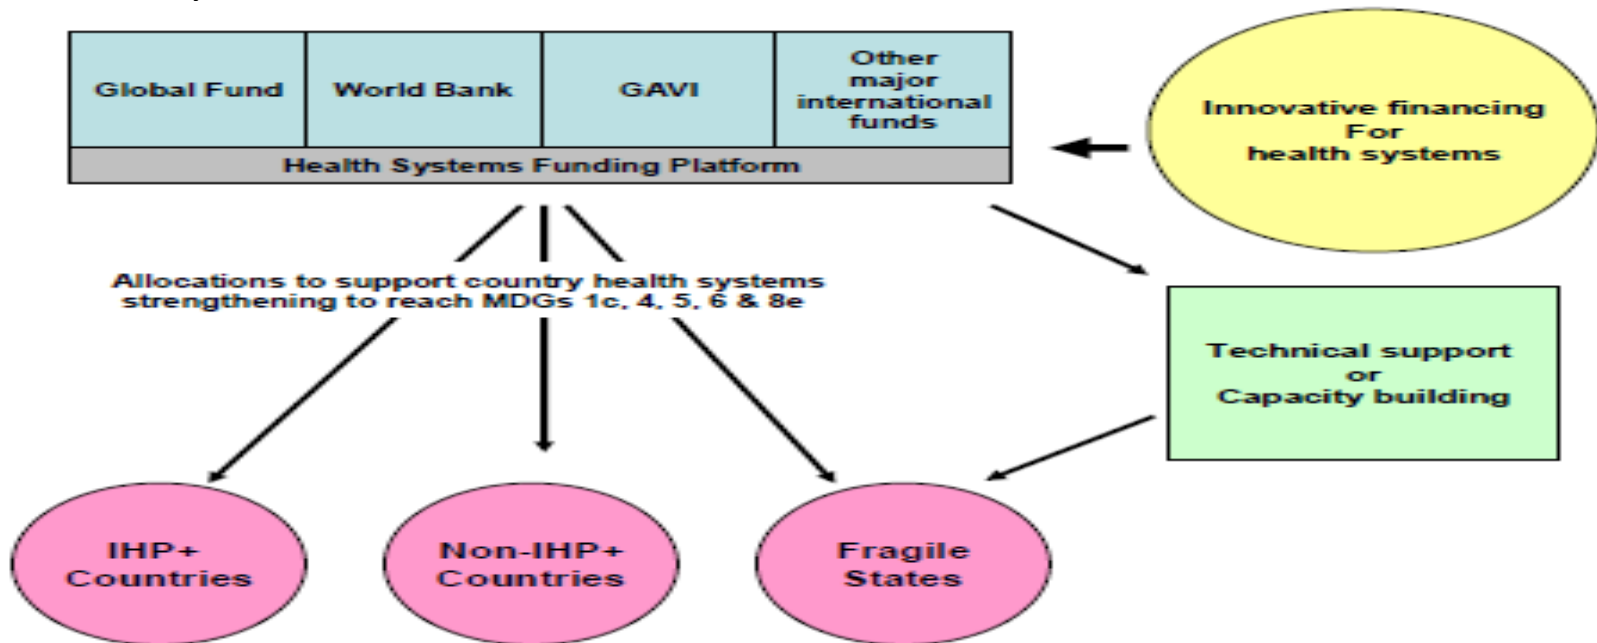 Global Fund
World Bank
GAVI
Other
major
international
funds
Health Systems Funding Platform
Innovative financing
For
health systems
Allocations to support country health systems
strengthening to reach MDGs 1c, 4, 5, 6 & 8e
Technical support
or
Capacity building
IHP+
Countries
Non-IHP+
Countries
Fragile
States